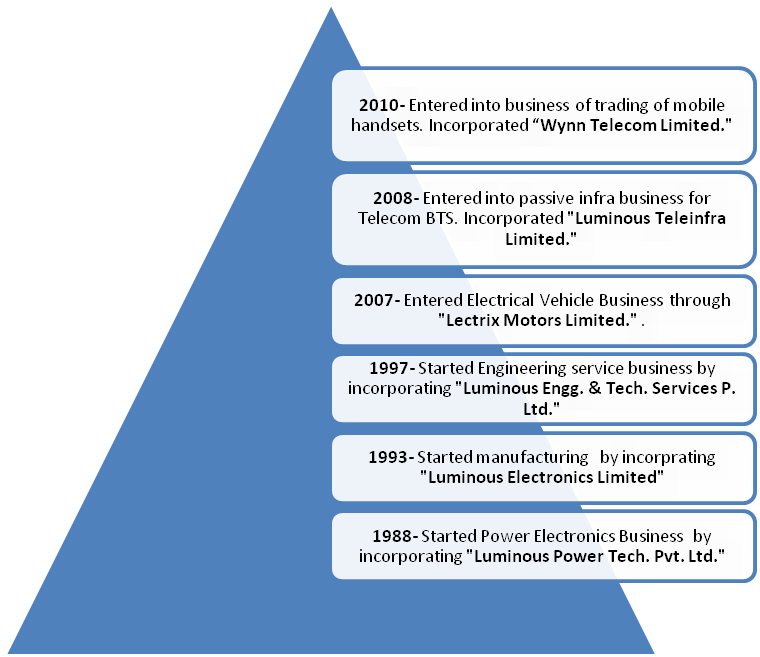 2010- Entered into business of trading of mobile
handsets. Incorporated “Wynn Telecom Limited."
2008- Entered into passive infra business for
Telecom BTS. Incorporated "Luminous Teleinfra
Limited."
2007- Entered Electrical Vehicle Business through
"Lectrix Motors Limited." .
1997- Started Engineering service business by
incorporating "Luminous Engg. & Tech. Services P.
Ltd."
1993- Started manufacturing by incorprating
"Luminous Electronics Limited"
1988- Started Power Electronics Business by
incorporating "Luminous Power Tech. Pvt. Ltd."